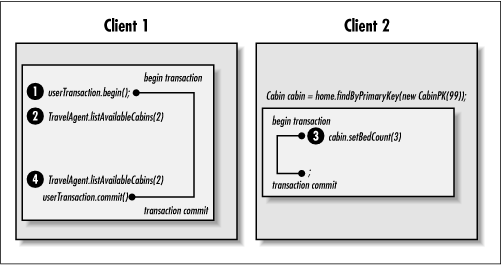 Client 1
begin transaction
1 userTransaction.begin();
2 TravelAgent.listAvailableCabins(2)
4 TravelAgent.listAvailableCabins(2)
userTransaction.commit()
transaction commit
Client 2
Cabin cabin = home.findByPrimaryKey(new CabinPK(99));
begin transaction
3 cabin.setBedCount(3)
;
transaction commit